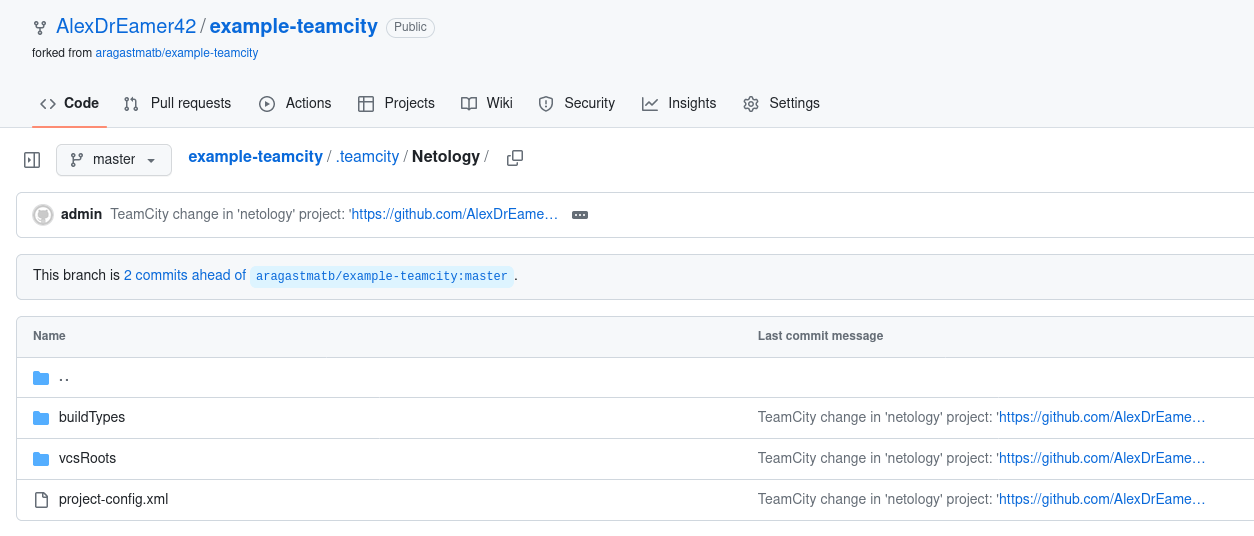 AlexDrEamer42 / example-teamcity Public
forked from aragastmatb/example-teamcity
Code Pull requests Actions Projects Wiki Security Insights Settings
master example-teamcity / .teamcity / Netology /
admin TeamCity change in 'netology' project: 'https://github.com/AlexDrEame…
This branch is 2 commits ahead of aragastmatb/example-teamcity:master .
Name Last commit message
..
buildTypes TeamCity change in 'netology' project: 'https://github.com/AlexDrEame…
vcsRoots TeamCity change in 'netology' project: 'https://github.com/AlexDrEame…
project-config.xml TeamCity change in 'netology' project: 'https://github.com/AlexDrEame…